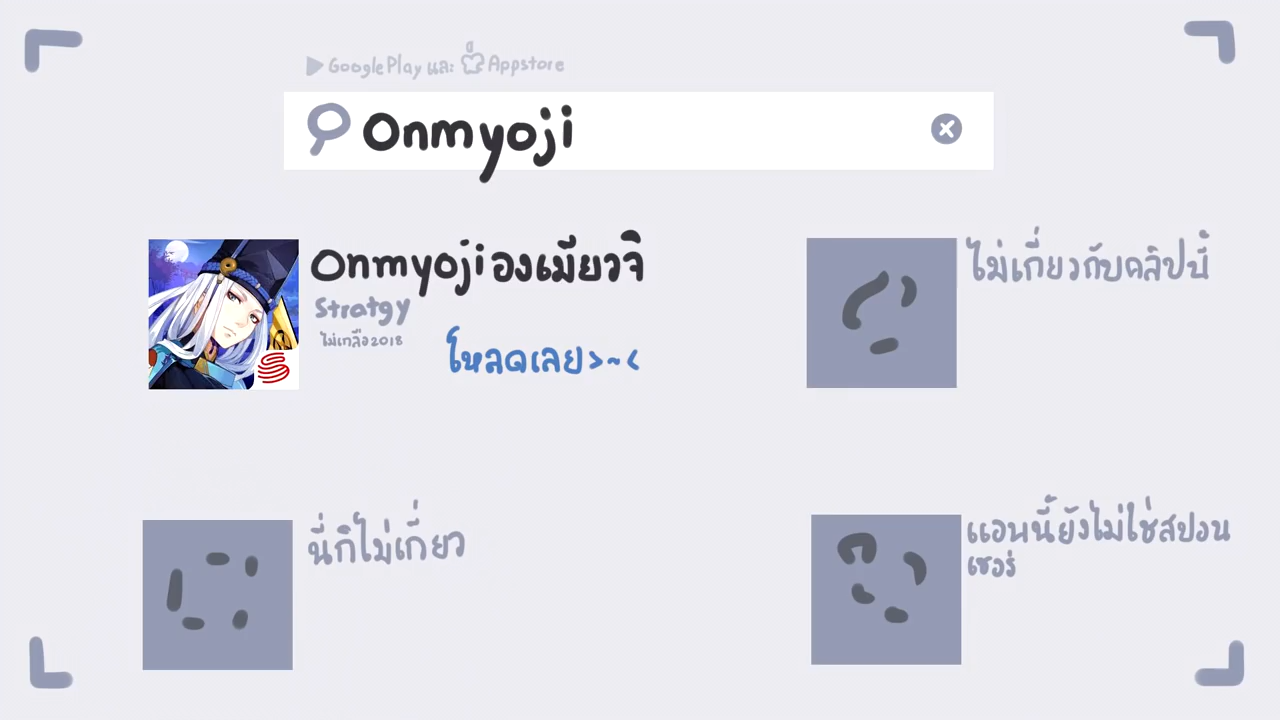 Google Play และ Appstore
Onmyoji
Onmyoji องเมียวจิ
Stratgy
ไม่เกลือ2018
โหลดเลย>~<
ไม่เกี่ยวกับคลิปนี้
นี่ก็ไม่เกี่ยว
แอพนี้ยังไม่ใช่สปอน
เซอร์